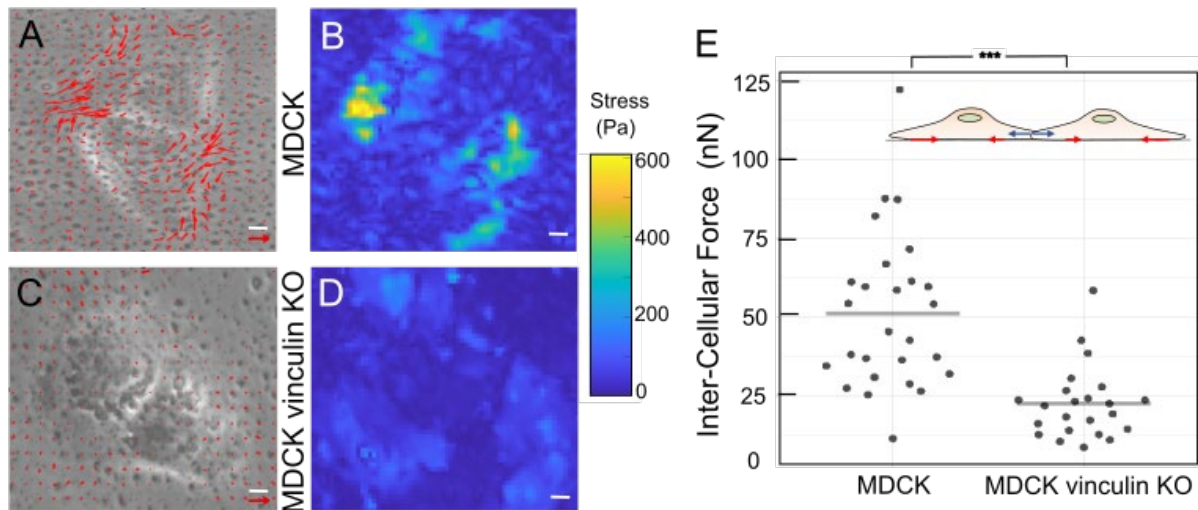 A
MDCK
B
Stress
(Pa)
600
400
200
0
C
MDCK vinculin KO
D
E
***
Inter-Cellular Force (nN)
125
100
75
50
25
0
MDCK
MDCK vinculin KO